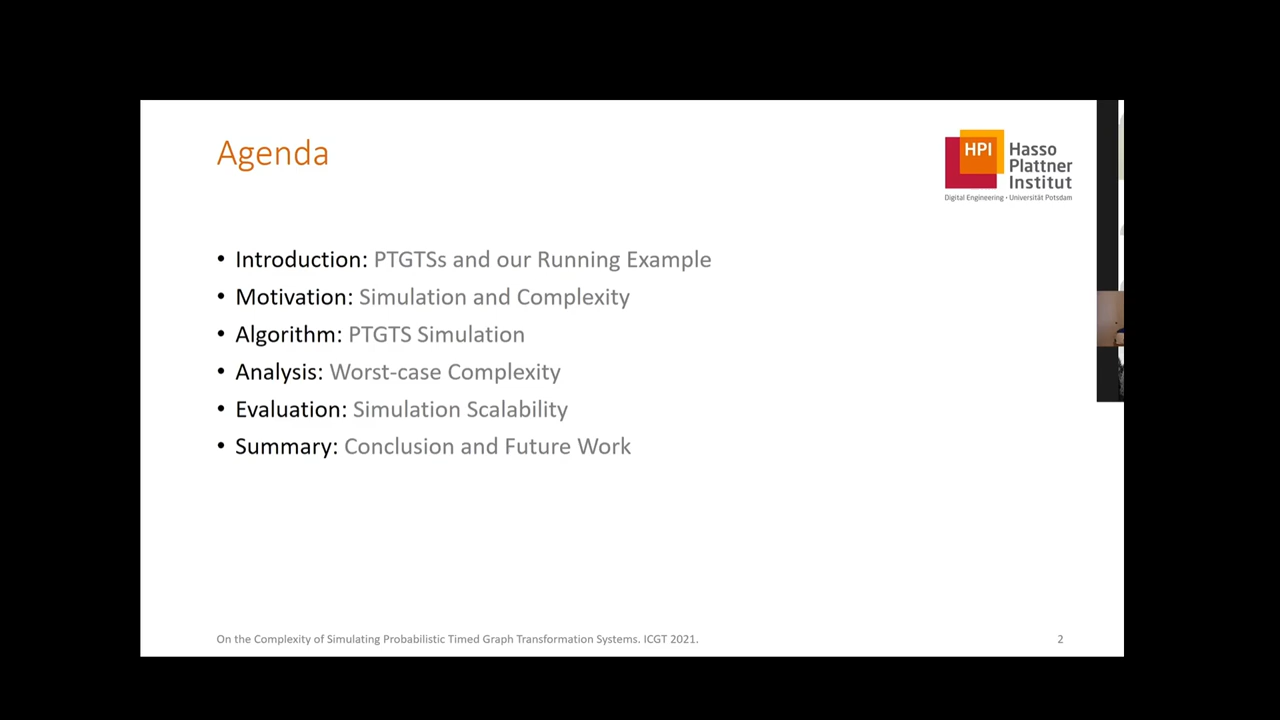 Agenda
HPI
Hasso
Plattner
Institut
Digital Engineering • Universität Potsdam
• Introduction: PTGTSs and our Running Example
• Motivation: Simulation and Complexity
• Algorithm: PTGTS Simulation
• Analysis: Worst-case Complexity
• Evaluation: Simulation Scalability
• Summary: Conclusion and Future Work
On the Complexity of Simulating Probabilistic Timed Graph Transformation Systems. ICGT 2021.
2